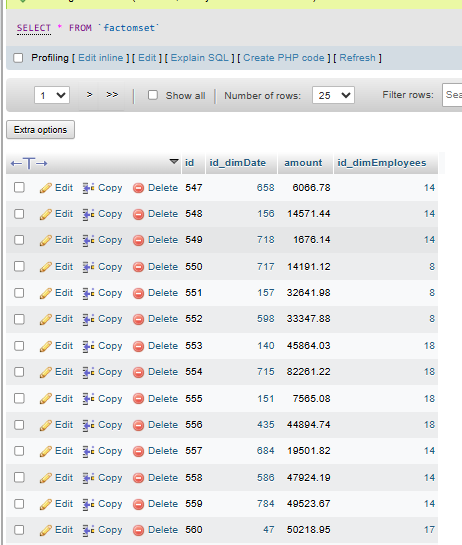 SELECT * FROM `factomset`
Profiling [ Edit inline ] [ Edit ] [ Explain SQL ] [ Create PHP code ] [ Refresh ]
1 > >> Show all Number of rows: 25 Filter rows:
Extra options
id id_dimDate amount id_dimEmployees
Edit Copy Delete 547 658 6066.78 14
Edit Copy Delete 548 156 14571.44 14
Edit Copy Delete 549 718 1676.14 14
Edit Copy Delete 550 717 14191.12 8
Edit Copy Delete 551 157 32641.98 8
Edit Copy Delete 552 598 33347.88 8
Edit Copy Delete 553 140 45864.03 18
Edit Copy Delete 554 715 82261.22 18
Edit Copy Delete 555 151 7565.08 18
Edit Copy Delete 556 435 44894.74 18
Edit Copy Delete 557 684 19501.82 14
Edit Copy Delete 558 586 47924.19 14
Edit Copy Delete 559 784 49523.67 14
Edit Copy Delete 560 47 50218.95 17